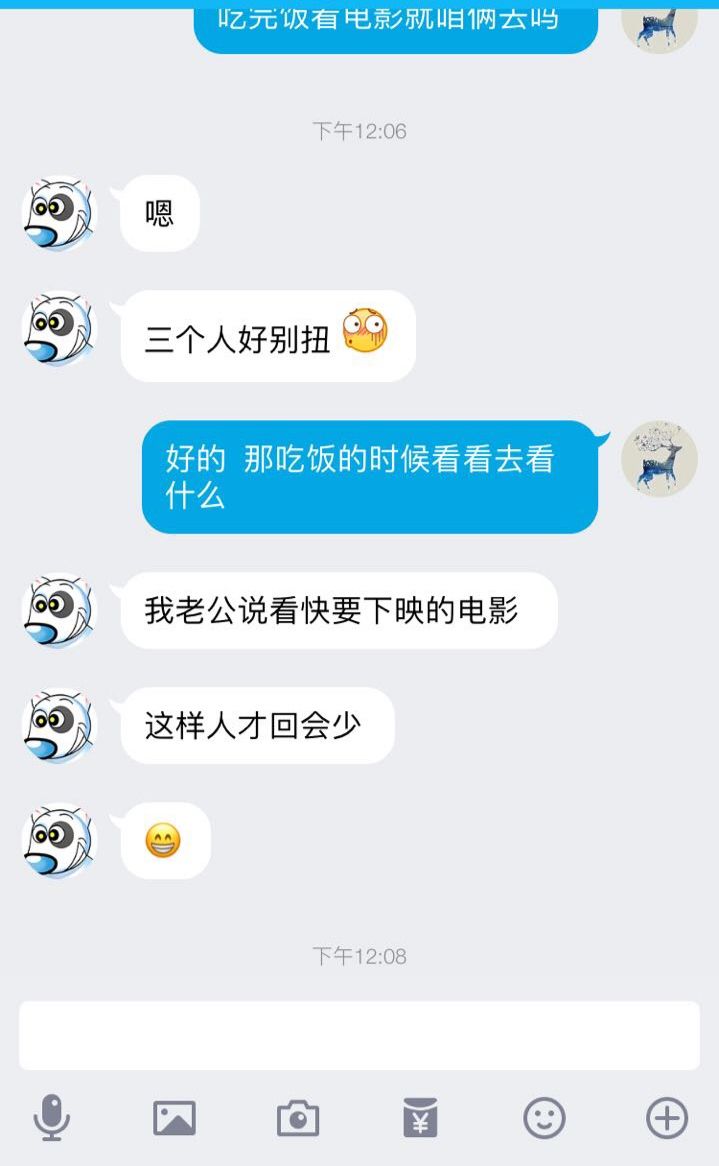 吃完饭看电影就咱俩去吗
下午12:06
嗯
三个人好别扭
好的 那吃饭的时候看看去看
什么
我老公说看快要下映的电影
这样人才回会少
下午12:08
¥